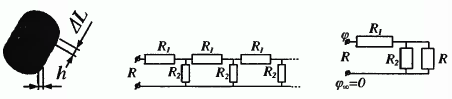 ΔL
h
R₁ R₁ R₁
R R₂ R₂ R₂
φ R₁
R R₂ R
φ∞=0